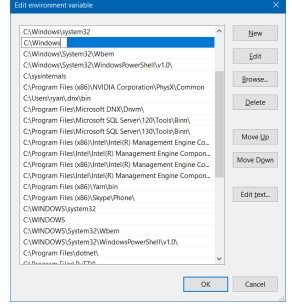 Edit environment variable
C:\Windows\system32
C:\Windows
C:\Windows\System32\Wbem
C:\Windows\System32\WindowsPowerShell\v1.0\
C:\sysinternals
C:\Program Files (x86)\NVIDIA Corporation\PhysX\Common
C:\Users\ryan\.dnx\bin
C:\Program Files\Microsoft DNX\Dnvm\
C:\Program Files\Microsoft SQL Server\120\Tools\Binn\
C:\Program Files\Microsoft SQL Server\130\Tools\Binn\
C:\Program Files (x86)\Intel\Intel(R) Management Engine Co...
C:\Program Files\Intel\Intel(R) Management Engine Compon...
C:\Program Files (x86)\Intel\Intel(R) Management Engine Co...
C:\Program Files\Intel\Intel(R) Management Engine Compon...
C:\Program Files (x86)\Yarn\bin
C:\Program Files (x86)\Skype\Phone\
C:\WINDOWS\system32
C:\WINDOWS
C:\WINDOWS\System32\Wbem
C:\WINDOWS\System32\WindowsPowerShell\v1.0\
C:\Program Files\dotnet\
C:\Program Files\PuTTY\
New
Edit
Browse...
Delete
Move Up
Move Down
Edit text...
OK
Cancel